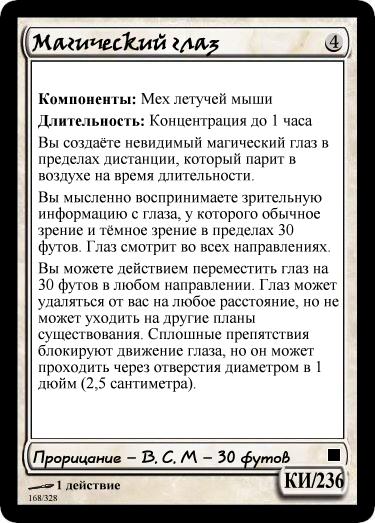 Магический глаз 4
Компоненты: Мех летучей мыши
Длительность: Концентрация до 1 часа
Вы создаёте невидимый магический глаз в
пределах дистанции, который парит в
воздухе на время длительности.
Вы мысленно воспринимаете зрительную
информацию с глаза, у которого обычное
зрение и тёмное зрение в пределах 30
футов. Глаз смотрит во всех направлениях.
Вы можете действием переместить глаз на
30 футов в любом направлении. Глаз может
удаляться от вас на любое расстояние, но не
может уходить на другие планы
существования. Сплошные препятствия
блокируют движение глаза, но он может
проходить через отверстия диаметром в 1
дюйм (2,5 сантиметра).
Прорицание – В, С, М – 30 футов
КИ/236
1 действие
168/328